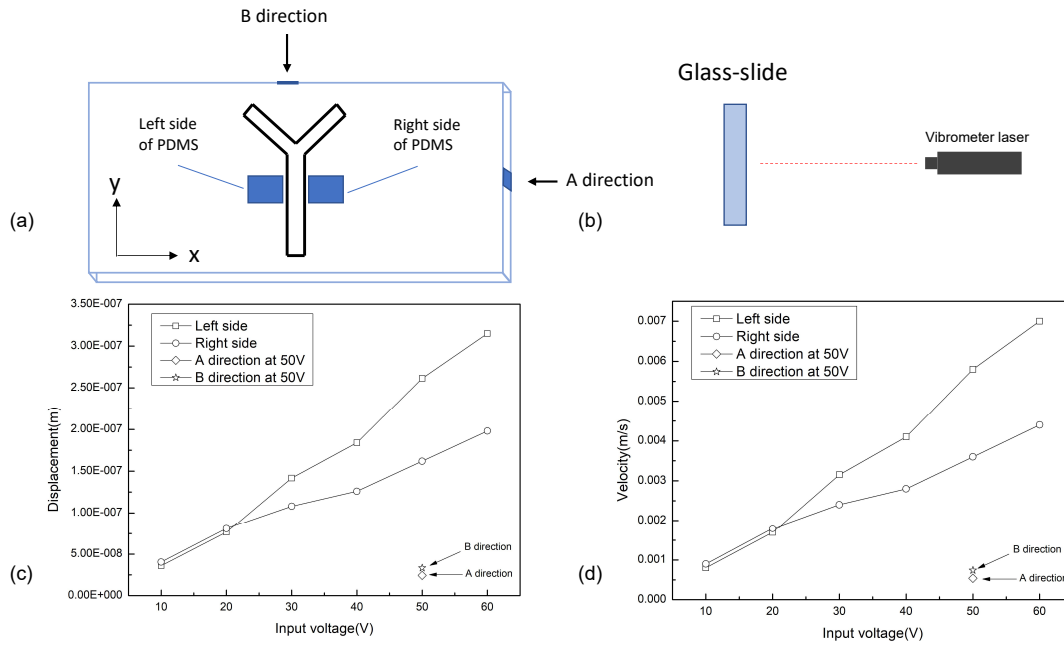 B direction
Left side
of PDMS
Right side
of PDMS
A direction
y
x
(a)
Glass-slide
Vibrometer laser
(b)
3.50E-007
3.00E-007
2.50E-007
2.00E-007
1.50E-007
1.00E-007
5.00E-008
0.00E+000
Displacement(m)
Left side
Right side
A direction at 50V
B direction at 50V
B direction
A direction
10 20 30 40 50 60
Input voltage(V)
(c)
0.007
0.006
0.005
0.004
0.003
0.002
0.001
0.000
Velocity(m/s)
Left side
Right side
A direction at 50V
B direction at 50V
B direction
A direction
10 20 30 40 50 60
Input voltage(V)
(d)